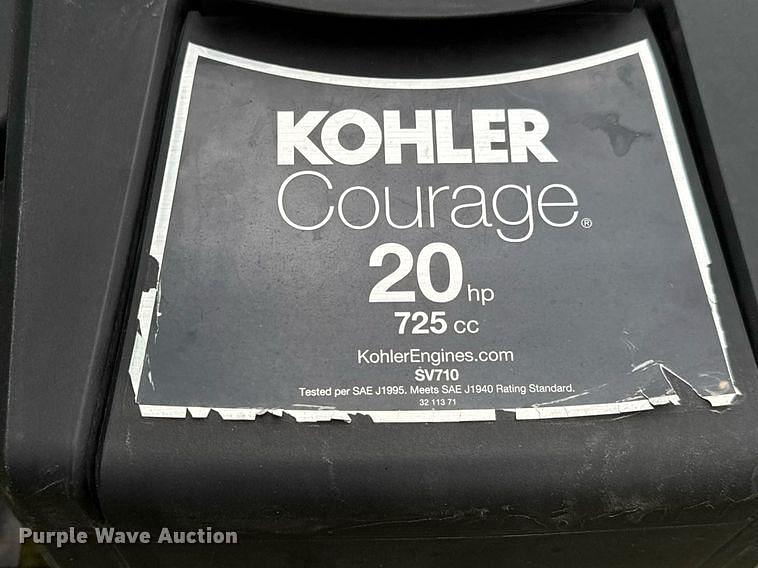 KOHLER
Courage®
20 hp
725 cc
KohlerEngines.com
SV710
Tested per SAE J1995. Meets SAE J1940 Rating Standard.
32 113 71
Purple Wave Auction